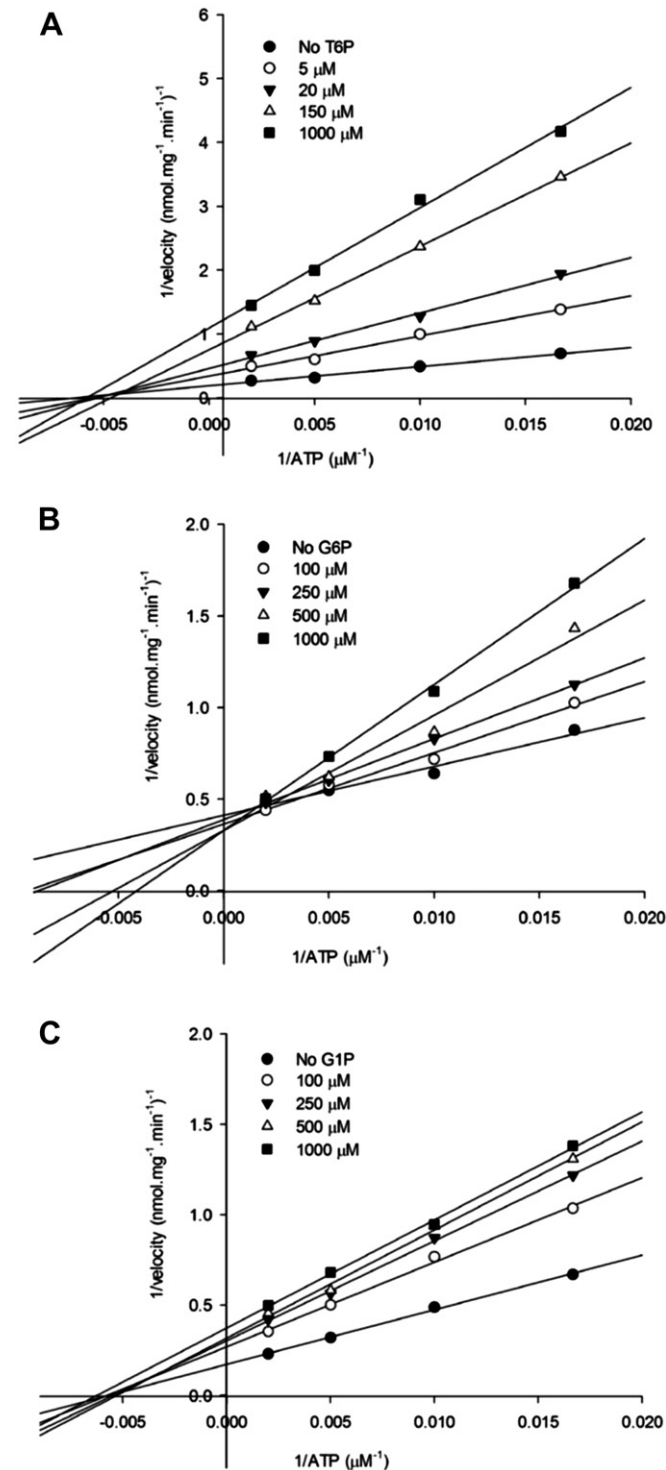 A
1/velocity (nmol.mg⁻¹.min⁻¹)⁻¹
6
5
4
3
2
1
0
No T6P
5 µM
20 µM
150 µM
1000 µM
-0.005 0.000 0.005 0.010 0.015 0.020
1/ATP (µM⁻¹)
B
1/velocity (nmol.mg⁻¹.min⁻¹)⁻¹
2.0
1.5
1.0
0.5
0.0
No G6P
100 µM
250 µM
500 µM
1000 µM
-0.005 0.000 0.005 0.010 0.015 0.020
1/ATP (µM⁻¹)
C
1/velocity (nmol.mg⁻¹.min⁻¹)⁻¹
2.0
1.5
1.0
0.5
0.0
No G1P
100 µM
250 µM
500 µM
1000 µM
-0.005 0.000 0.005 0.010 0.015 0.020
1/ATP (µM⁻¹)